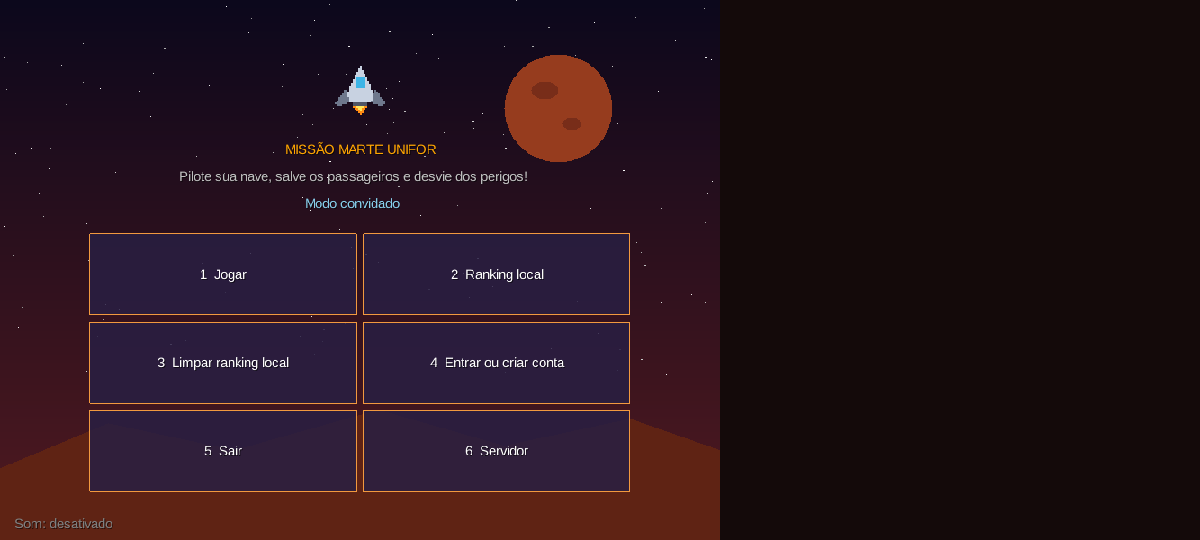 MISSÃO MARTE UNIFOR
Pilote sua nave, salve os passageiros e desvie dos perigos!
Modo convidado
1 Jogar
2 Ranking local
3 Limpar ranking local
4 Entrar ou criar conta
5 Sair
6 Servidor
Som: desativado